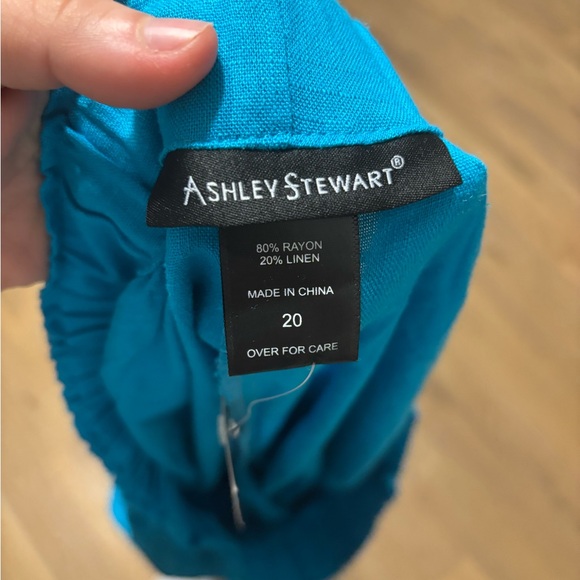 ASHLEY STEWART®
80% RAYON
20% LINEN
MADE IN CHINA
20
OVER FOR CARE